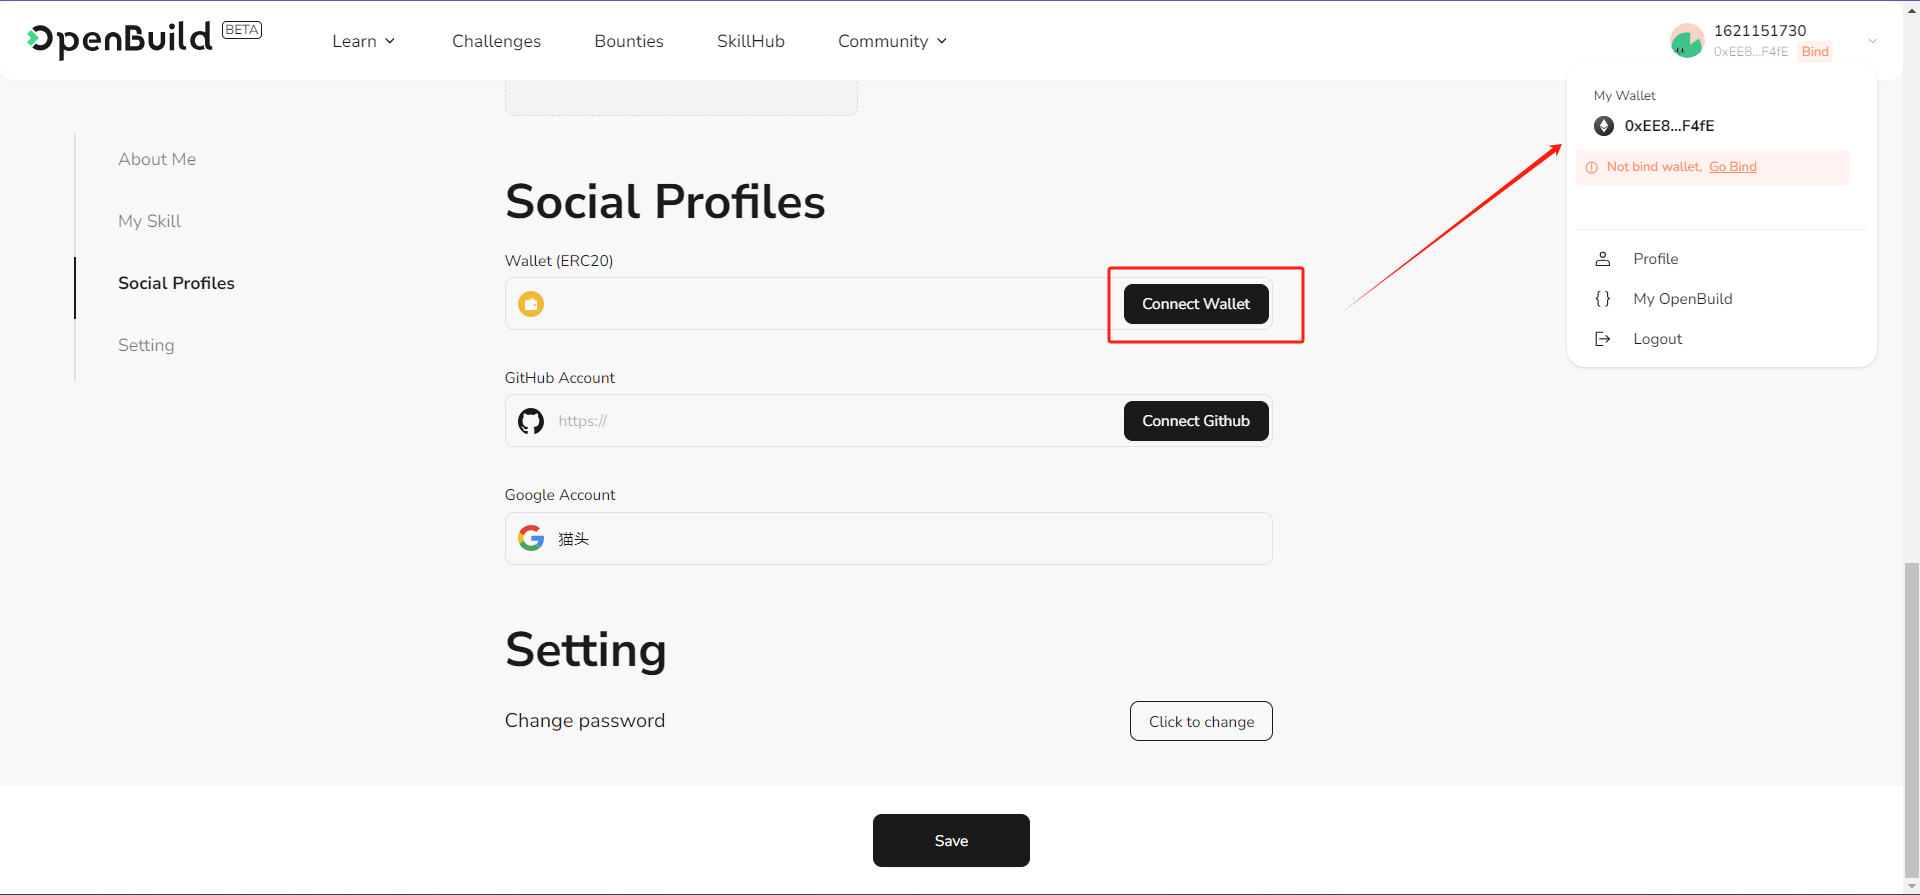 OpenBuild BETA
Learn
Challenges
Bounties
SkillHub
Community
1621151730
0xEE8...F4fE Bind
My Wallet
0xEE8...F4fE
Not bind wallet, Go Bind
Profile
My OpenBuild
Logout
About Me
My Skill
Social Profiles
Setting
Social Profiles
Wallet (ERC20)
Connect Wallet
GitHub Account
https://
Connect Github
Google Account
猫头
Setting
Change password
Click to change
Save